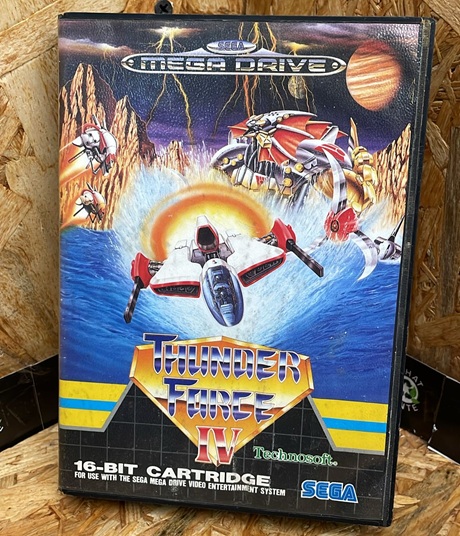 SEGA
MEGA DRIVE
THUNDER
FORCE
IV
Technosoft.
16-BIT CARTRIDGE
FOR USE WITH THE SEGA MEGA DRIVE VIDEO ENTERTAINMENT SYSTEM
SEGA